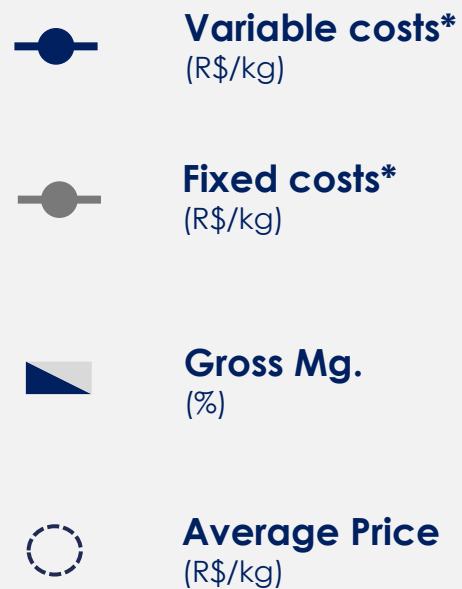 Variable costs*
(R$/kg)
Fixed costs*
(R$/kg)
Gross Mg.
(%)
Average Price
(R$/kg)